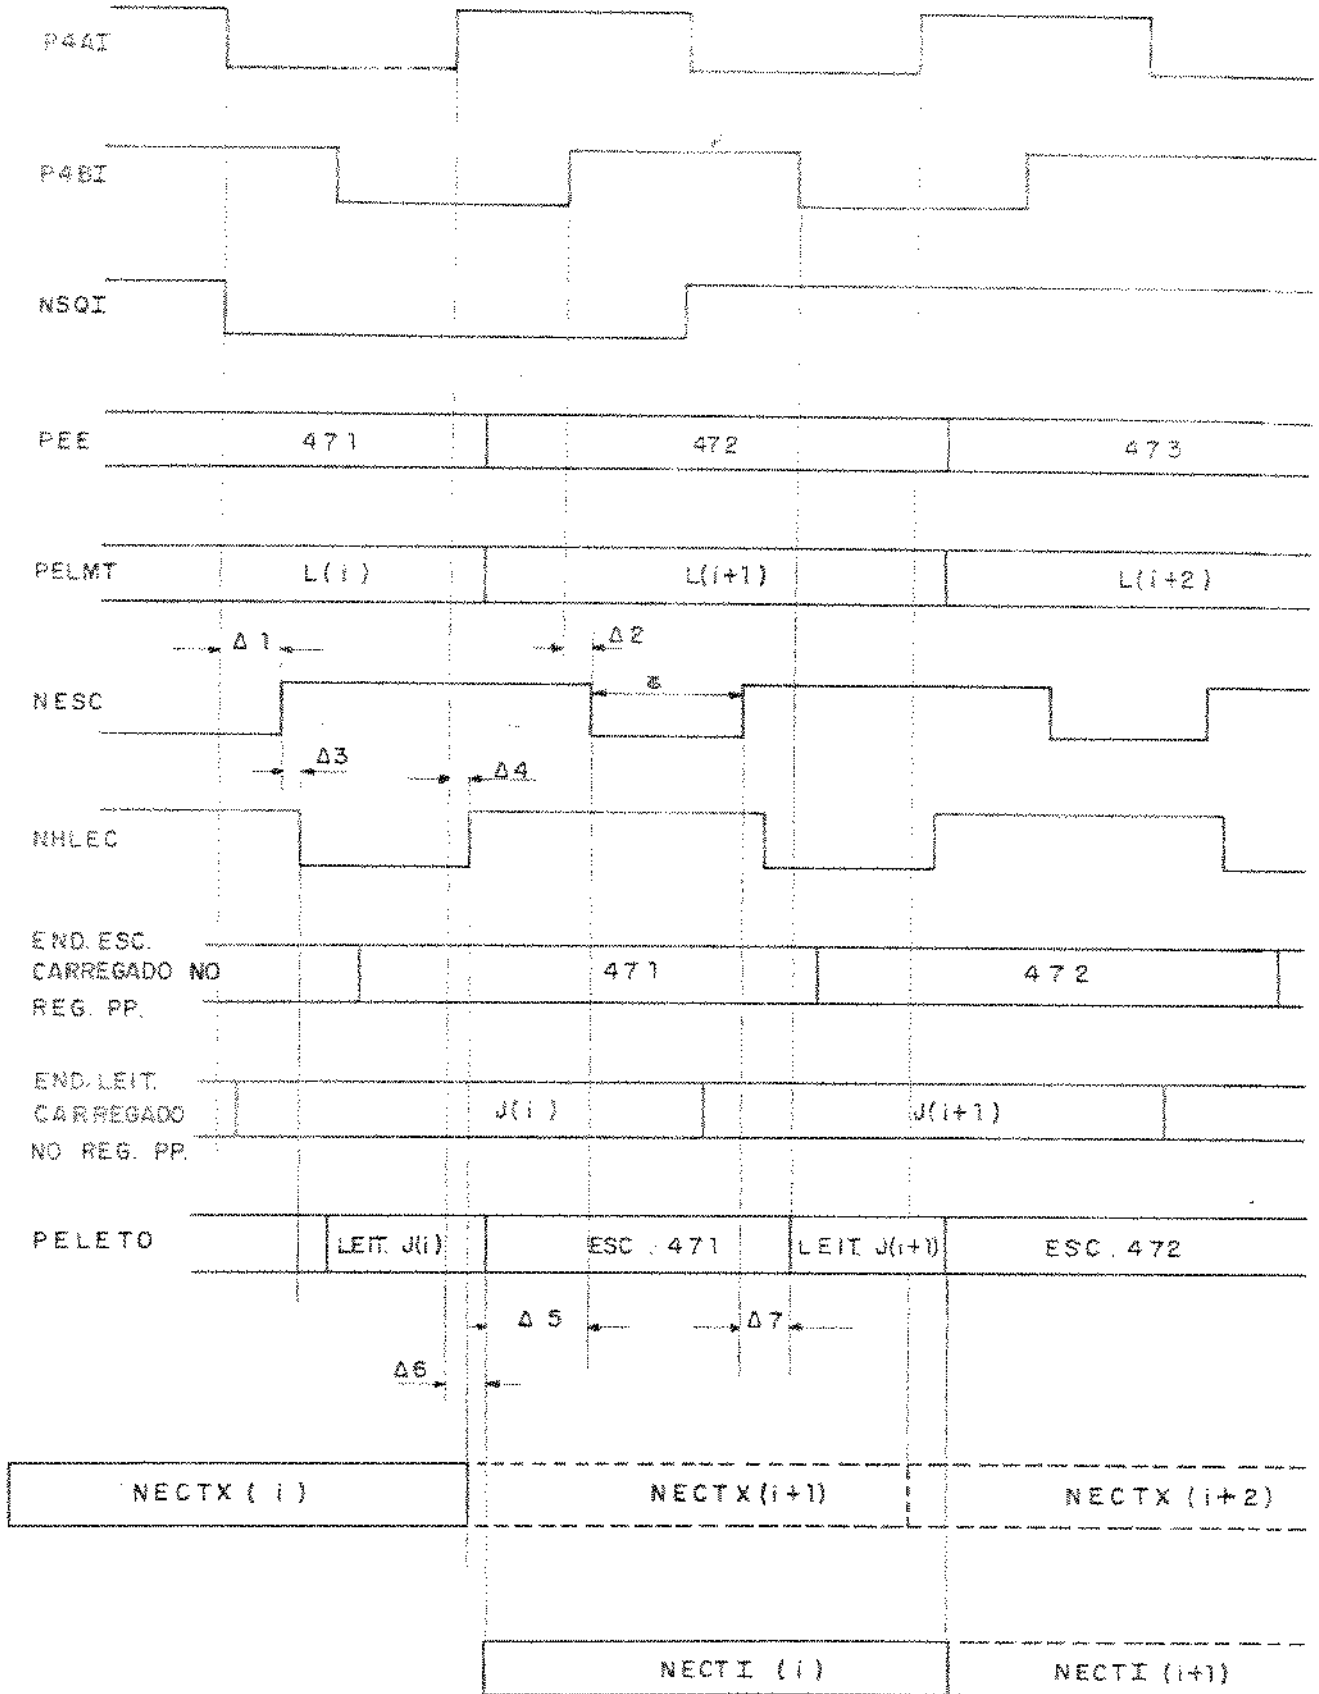 P4AI
P4BI
NSQI
PEE 471 472 473
PELMT L(i) L(i+1) L(i+2)
Δ1 Δ2
NESC
Δ3 Δ4
NHLEC
END. ESC.
CARREGADO NO 471 472
REG. PP.
END. LEIT.
CARREGADO J(i) J(i+1)
NO REG. PP.
PELETO LEIT. J(i) ESC. 471 LEIT. J(i+1) ESC. 472
Δ5 Δ7
Δ6
NECTX (i) NECTX (i+1) NECTX (i+2)
NECTI (i) NECTI (i+1)